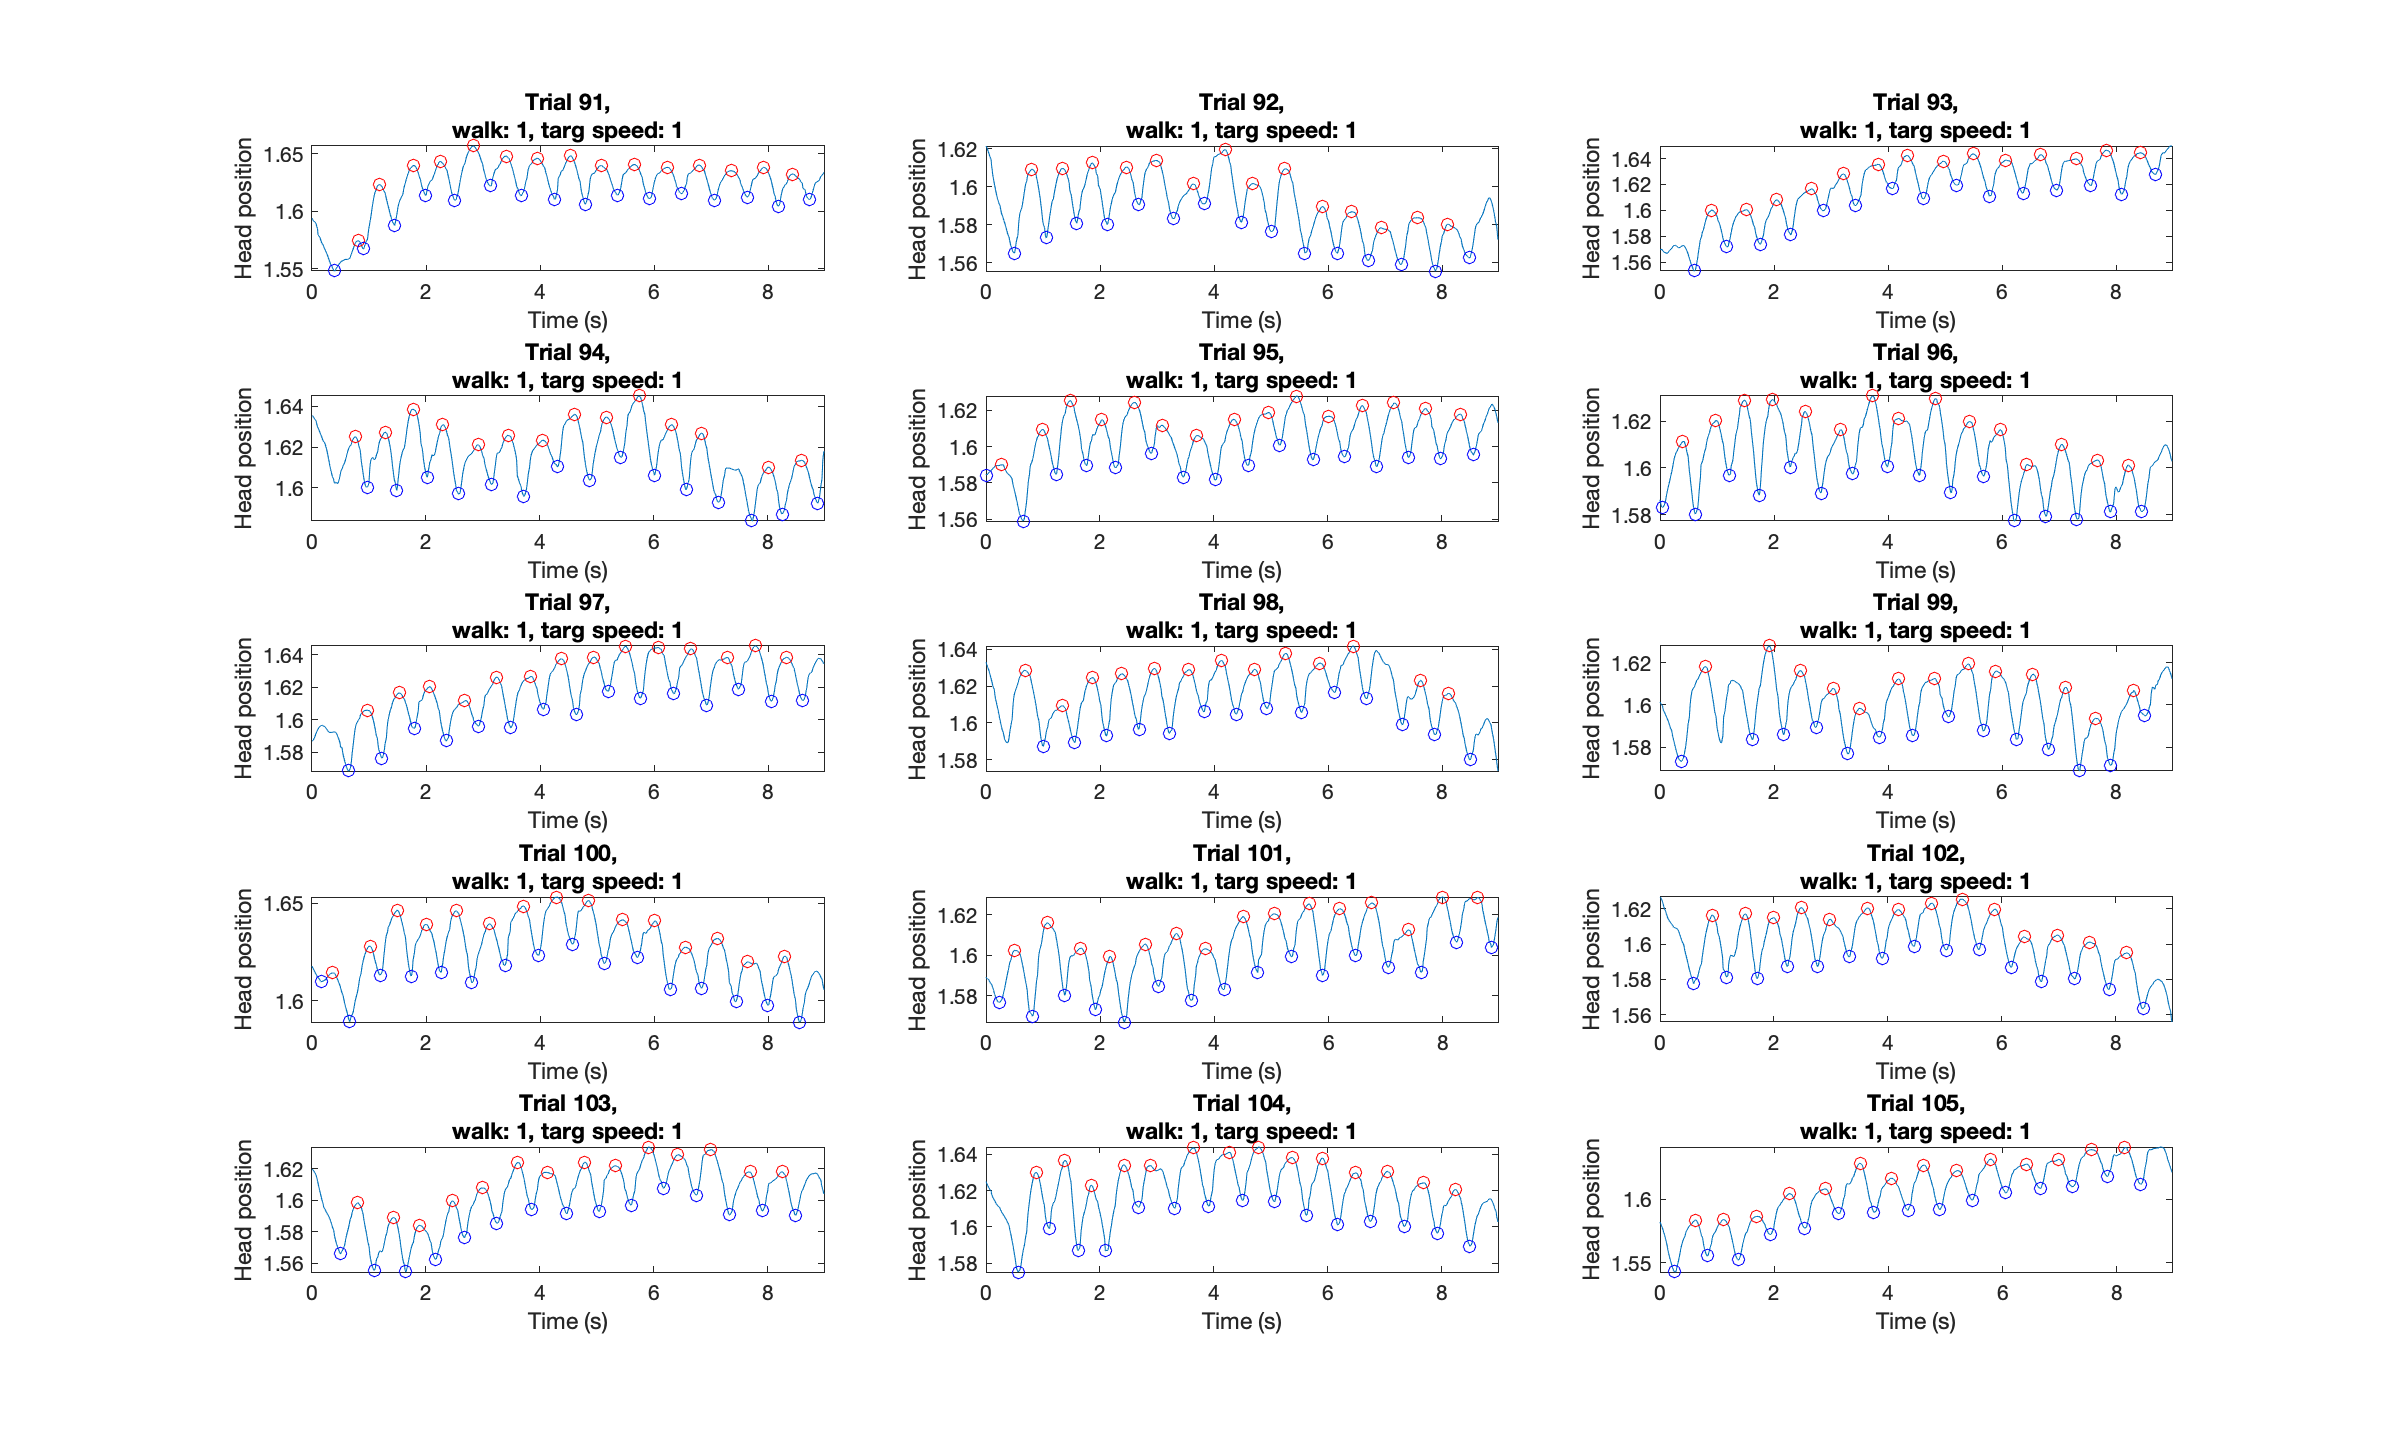 Trial 91,
walk: 1, targ speed: 1
Head position
1.65
1.6
1.55
0 2 4 6 8
Time (s)
Trial 92,
walk: 1, targ speed: 1
Head position
1.62
1.6
1.58
1.56
0 2 4 6 8
Time (s)
Trial 93,
walk: 1, targ speed: 1
Head position
1.64
1.62
1.6
1.58
1.56
0 2 4 6 8
Time (s)
Trial 94,
walk: 1, targ speed: 1
Head position
1.64
1.62
1.6
0 2 4 6 8
Time (s)
Trial 95,
walk: 1, targ speed: 1
Head position
1.62
1.6
1.58
1.56
0 2 4 6 8
Time (s)
Trial 96,
walk: 1, targ speed: 1
Head position
1.62
1.6
1.58
0 2 4 6 8
Time (s)
Trial 97,
walk: 1, targ speed: 1
Head position
1.64
1.62
1.6
1.58
0 2 4 6 8
Time (s)
Trial 98,
walk: 1, targ speed: 1
Head position
1.64
1.62
1.6
1.58
0 2 4 6 8
Time (s)
Trial 99,
walk: 1, targ speed: 1
Head position
1.62
1.6
1.58
0 2 4 6 8
Time (s)
Trial 100,
walk: 1, targ speed: 1
Head position
1.65
1.6
0 2 4 6 8
Time (s)
Trial 101,
walk: 1, targ speed: 1
Head position
1.62
1.6
1.58
0 2 4 6 8
Time (s)
Trial 102,
walk: 1, targ speed: 1
Head position
1.62
1.6
1.58
1.56
0 2 4 6 8
Time (s)
Trial 103,
walk: 1, targ speed: 1
Head position
1.62
1.6
1.58
1.56
0 2 4 6 8
Time (s)
Trial 104,
walk: 1, targ speed: 1
Head position
1.64
1.62
1.6
1.58
0 2 4 6 8
Time (s)
Trial 105,
walk: 1, targ speed: 1
Head position
1.6
1.55
0 2 4 6 8
Time (s)